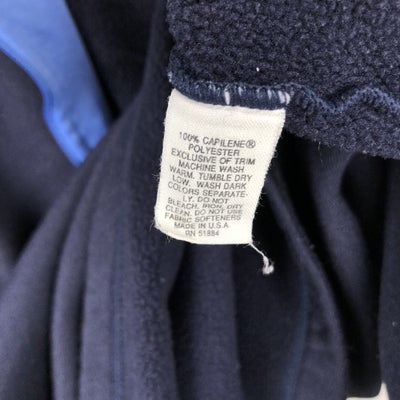 100% CAPILENE®
POLYESTER
EXCLUSIVE OF TRIM
MACHINE WASH
WARM, TUMBLE DRY
LOW. WASH DARK
COLORS SEPARATE-
LY. DO NOT
BLEACH, IRON, DRY
CLEAN. DO NOT USE
FABRIC SOFTENERS
MADE IN U.S.A.
RN 51884